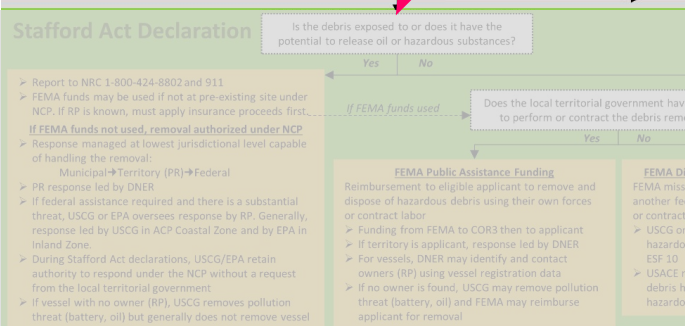 Stafford Act Declaration
Is the debris exposed to or does it have the
potential to release oil or hazardous substances?
Yes No
➢ Report to NRC 1-800-424-8802 and 911
➢ FEMA funds may be used if not at pre-existing site under
NCP. If RP is known, must apply insurance proceeds first.
If FEMA funds not used, removal authorized under NCP
➢ Response managed at lowest jurisdictional level capable
of handling the removal:
Municipal→Territory (PR)→Federal
➢ PR response led by DNER
➢ If federal assistance required and there is a substantial
threat, USCG or EPA oversees response by RP. Generally,
response led by USCG in ACP Coastal Zone and by EPA in
Inland Zone.
➢ During Stafford Act declarations, USCG/EPA retain
authority to respond under the NCP without a request
from the local territorial government
➢ If vessel with no owner (RP), USCG removes pollution
threat (battery, oil) but generally does not remove vessel
If FEMA funds used
Does the local territorial government hav
to perform or contract the debris rem
Yes No
FEMA Public Assistance Funding
Reimbursement to eligible applicant to remove and
dispose of hazardous debris using their own forces
or contract labor
➢ Funding from FEMA to COR3 then to applicant
➢ If territory is applicant, response led by DNER
➢ For vessels, DNER may identify and contact
owners (RP) using vessel registration data
➢ If no owner is found, USCG may remove pollution
threat (battery, oil) and FEMA may reimburse
applicant for removal
FEMA Di
FEMA miss
another fe
or contract
➢ USCG or
hazardo
ESF 10
➢ USACE r
debris h
hazardo